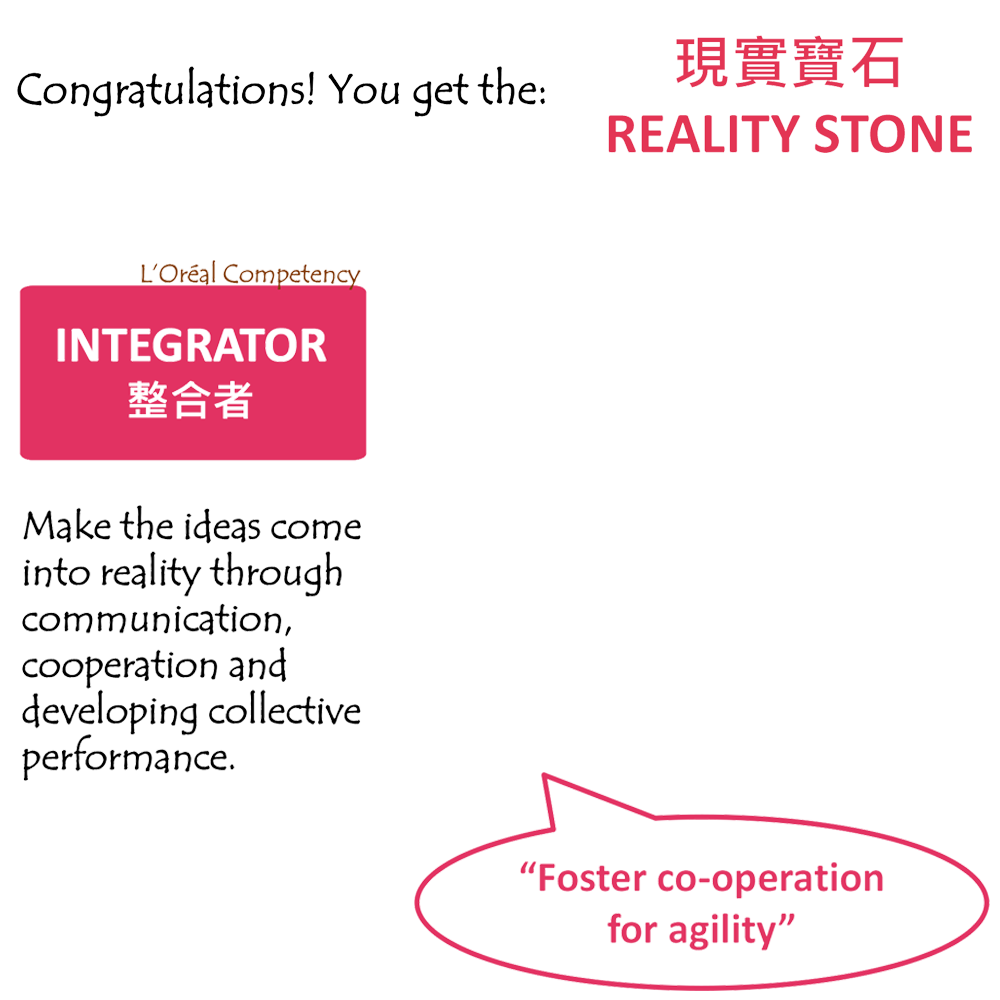 Congratulations! You get the:
現實寶石
REALITY STONE
L’Oréal Competency
INTEGRATOR
整合者
Make the ideas come
into reality through
communication,
cooperation and
developing collective
performance.
“Foster co-operation
for agility”